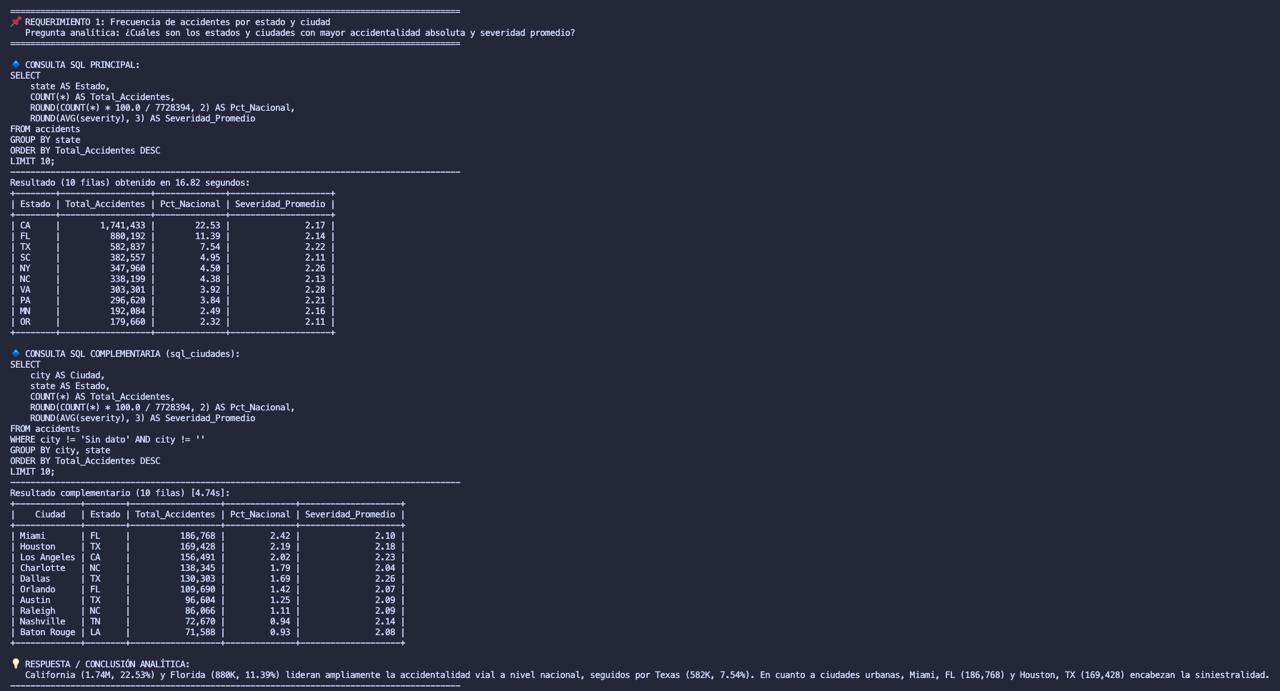 ==========================================================================================
📌 REQUERIMIENTO 1: Frecuencia de accidentes por estado y ciudad
   Pregunta analítica: ¿Cuáles son los estados y ciudades con mayor accidentalidad absoluta y severidad promedio?
==========================================================================================

🔹 CONSULTA SQL PRINCIPAL:
SELECT
    state AS Estado,
    COUNT(*) AS Total_Accidentes,
    ROUND(COUNT(*) * 100.0 / 7728394, 2) AS Pct_Nacional,
    ROUND(AVG(severity), 3) AS Severidad_Promedio
FROM accidents
GROUP BY state
ORDER BY Total_Accidentes DESC
LIMIT 10;
------------------------------------------------------------------------------------------
Resultado (10 filas) obtenido en 16.82 segundos:
+--------+------------------+--------------+--------------------+
| Estado | Total_Accidentes | Pct_Nacional | Severidad_Promedio |
+--------+------------------+--------------+--------------------+
| CA     |        1,741,433 |        22.53 |               2.17 |
| FL     |          880,192 |        11.39 |               2.14 |
| TX     |          582,837 |         7.54 |               2.22 |
| SC     |          382,557 |         4.95 |               2.11 |
| NY     |          347,960 |         4.50 |               2.26 |
| NC     |          338,199 |         4.38 |               2.13 |
| VA     |          303,301 |         3.92 |               2.28 |
| PA     |          296,620 |         3.84 |               2.21 |
| MN     |          192,084 |         2.49 |               2.16 |
| OR     |          179,660 |         2.32 |               2.11 |
+--------+------------------+--------------+--------------------+

🔹 CONSULTA SQL COMPLEMENTARIA (sql_ciudades):
SELECT
    city AS Ciudad,
    state AS Estado,
    COUNT(*) AS Total_Accidentes,
    ROUND(COUNT(*) * 100.0 / 7728394, 2) AS Pct_Nacional,
    ROUND(AVG(severity), 3) AS Severidad_Promedio
FROM accidents
WHERE city != 'Sin dato' AND city != ''
GROUP BY city, state
ORDER BY Total_Accidentes DESC
LIMIT 10;
------------------------------------------------------------------------------------------
Resultado complementario (10 filas) [4.74s]:
+-------------+--------+------------------+--------------+--------------------+
|    Ciudad   | Estado | Total_Accidentes | Pct_Nacional | Severidad_Promedio |
+-------------+--------+------------------+--------------+--------------------+
| Miami       | FL     |          186,768 |         2.42 |               2.10 |
| Houston     | TX     |          169,428 |         2.19 |               2.18 |
| Los Angeles | CA     |          156,491 |         2.02 |               2.23 |
| Charlotte   | NC     |          138,345 |         1.79 |               2.04 |
| Dallas      | TX     |          130,303 |         1.69 |               2.26 |
| Orlando     | FL     |          109,690 |         1.42 |               2.07 |
| Austin      | TX     |           96,604 |         1.25 |               2.09 |
| Raleigh     | NC     |           86,066 |         1.11 |               2.09 |
| Nashville   | TN     |           72,670 |         0.94 |               2.14 |
| Baton Rouge | LA     |           71,588 |         0.93 |               2.08 |
+-------------+--------+------------------+--------------+--------------------+

💡 RESPUESTA / CONCLUSIÓN ANALÍTICA:
   California (1.74M, 22.53%) y Florida (880K, 11.39%) lideran ampliamente la accidentalidad vial a nivel nacional, seguidos por Texas (582K, 7.54%). En cuanto a ciudades urbanas, Miami, FL (186,768) y Houston, TX (169,428) encabezan la siniestralidad.
------------------------------------------------------------------------------------------